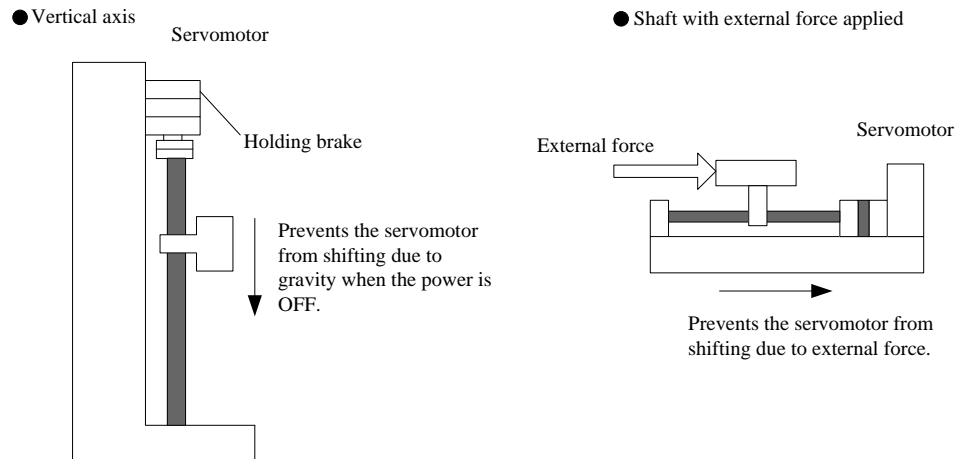 ● Vertical axis
Servomotor
Holding brake
Prevents the servomotor
from shifting due to
gravity when the power is
OFF.
● Shaft with external force applied
Servomotor
External force
Prevents the servomotor from
shifting due to external force.